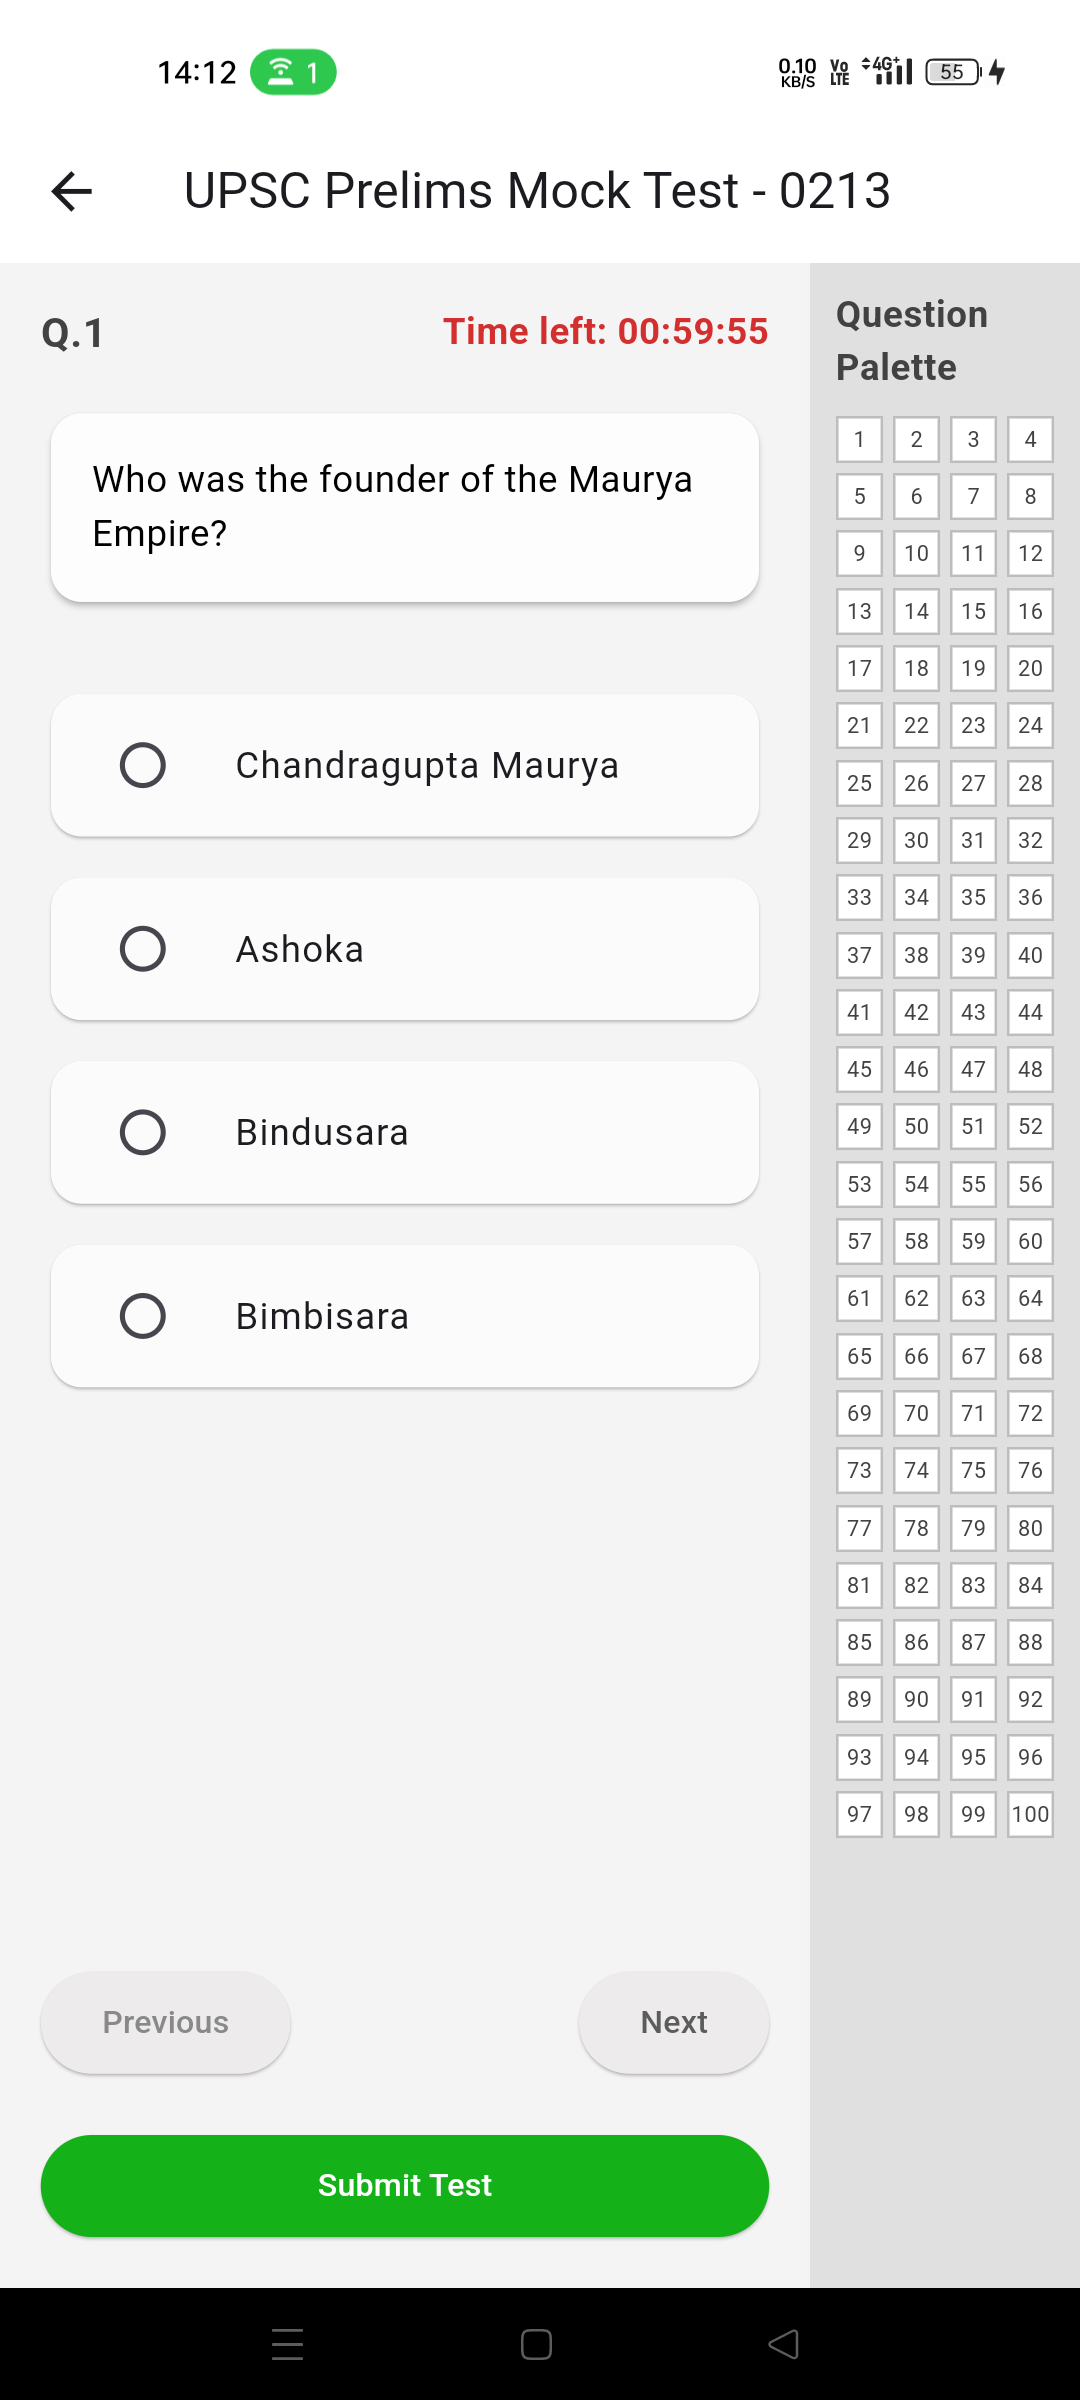 14:12 1 0.10 KB/S Vo LTE 4G+ 55
UPSC Prelims Mock Test - 0213
Q.1 Time left: 00:59:55
Who was the founder of the Maurya
Empire?
Chandragupta Maurya
Ashoka
Bindusara
Bimbisara
Previous Next
Submit Test
Question
Palette
1 2 3 4
5 6 7 8
9 10 11 12
13 14 15 16
17 18 19 20
21 22 23 24
25 26 27 28
29 30 31 32
33 34 35 36
37 38 39 40
41 42 43 44
45 46 47 48
49 50 51 52
53 54 55 56
57 58 59 60
61 62 63 64
65 66 67 68
69 70 71 72
73 74 75 76
77 78 79 80
81 82 83 84
85 86 87 88
89 90 91 92
93 94 95 96
97 98 99 100